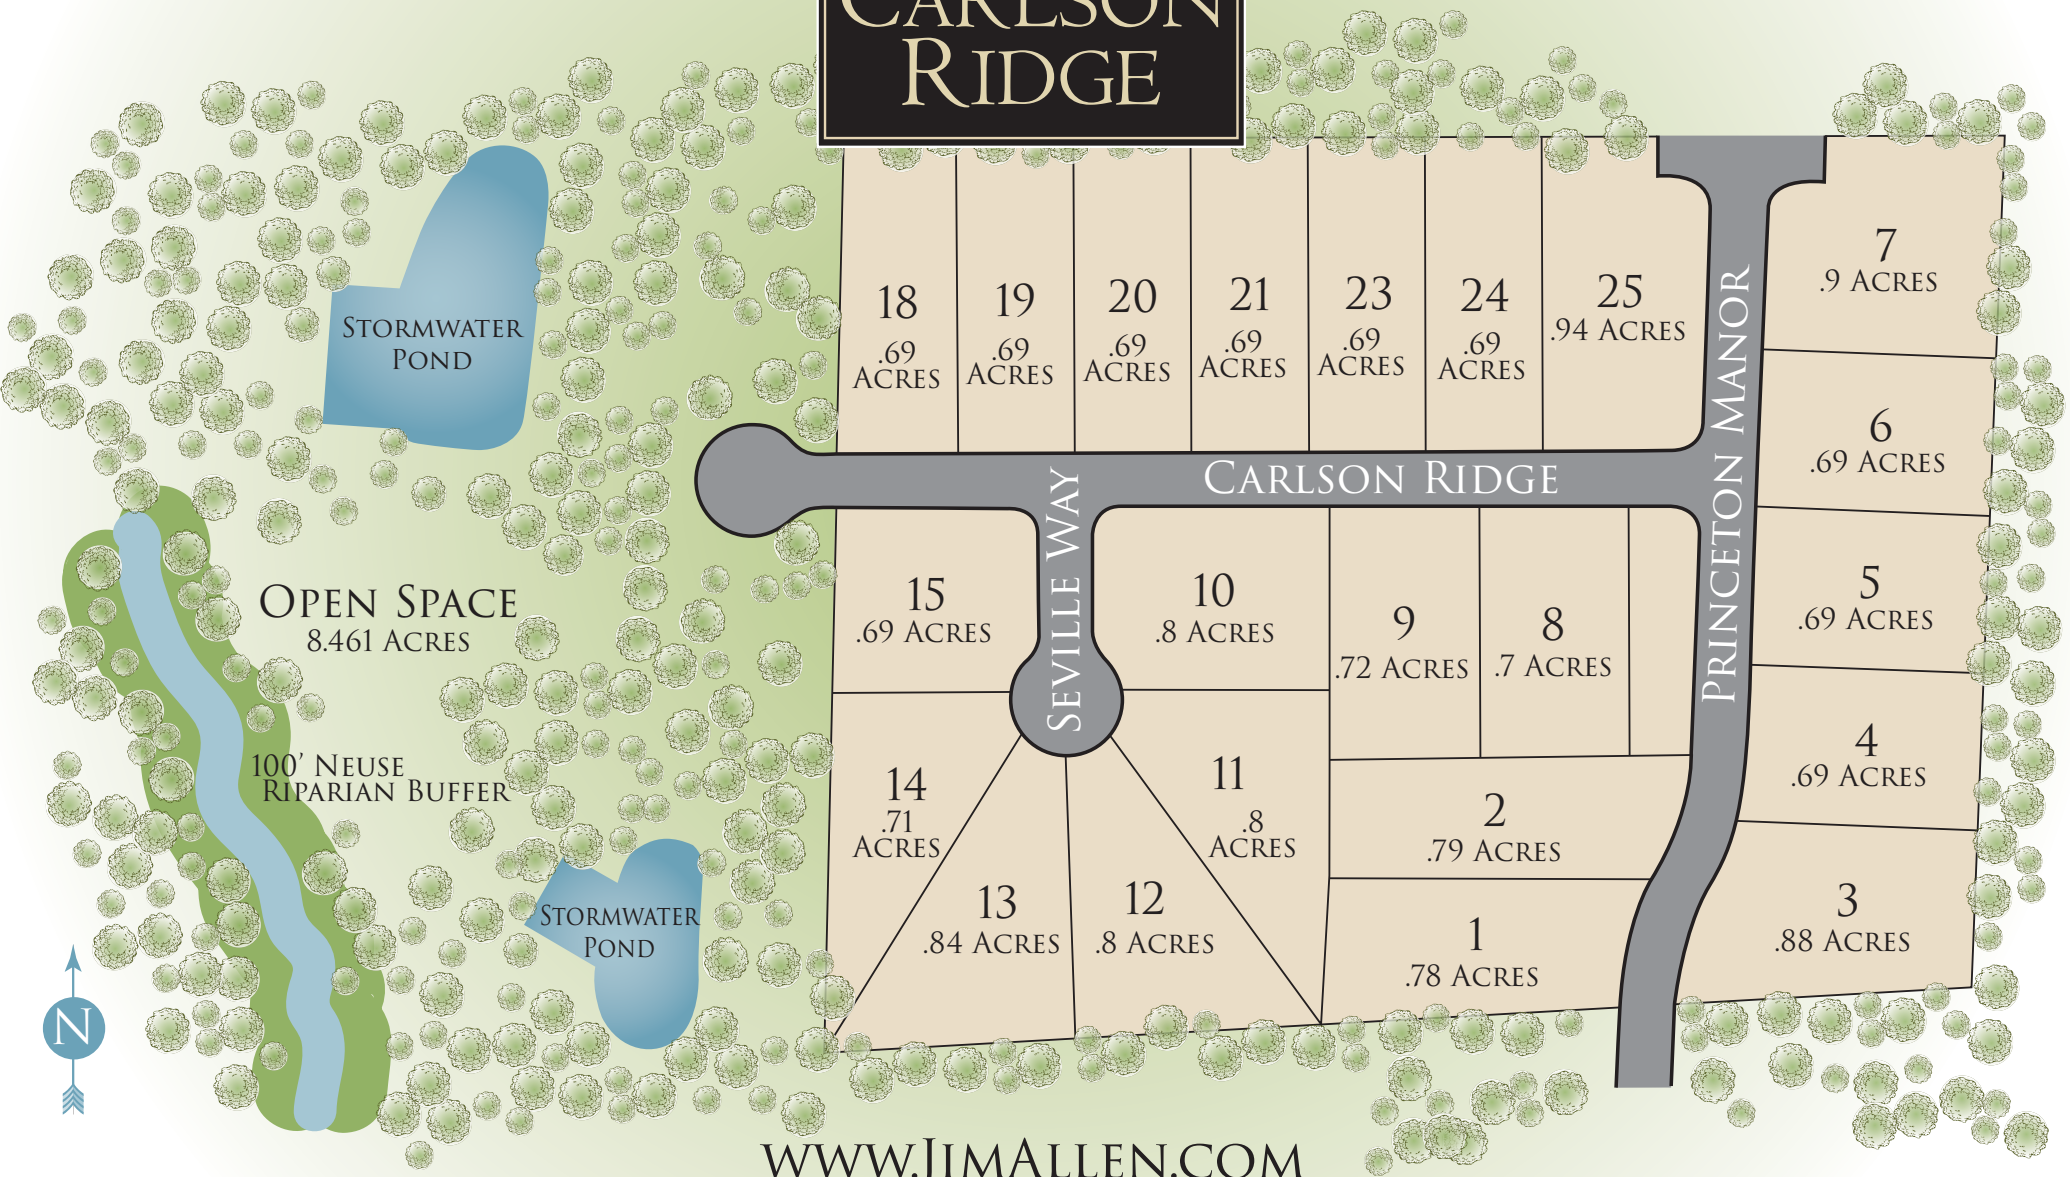 CARLSON
RIDGE
18
.69
ACRES
19
.69
ACRES
20
.69
ACRES
21
.69
ACRES
23
.69
ACRES
24
.69
ACRES
25
.94 ACRES
7
.9 ACRES
6
.69 ACRES
5
.69 ACRES
4
.69 ACRES
3
.88 ACRES
PRINCETON MANOR
CARLSON RIDGE
SEVILLE WAY
15
.69 ACRES
10
.8 ACRES
9
.72 ACRES
8
.7 ACRES
14
.71
ACRES
13
.84 ACRES
12
.8 ACRES
11
.8
ACRES
2
.79 ACRES
1
.78 ACRES
STORMWATER
POND
OPEN SPACE
8.461 ACRES
100' NEUSE
RIPARIAN BUFFER
STORMWATER
POND
N
WWW.JIMALLEN.COM